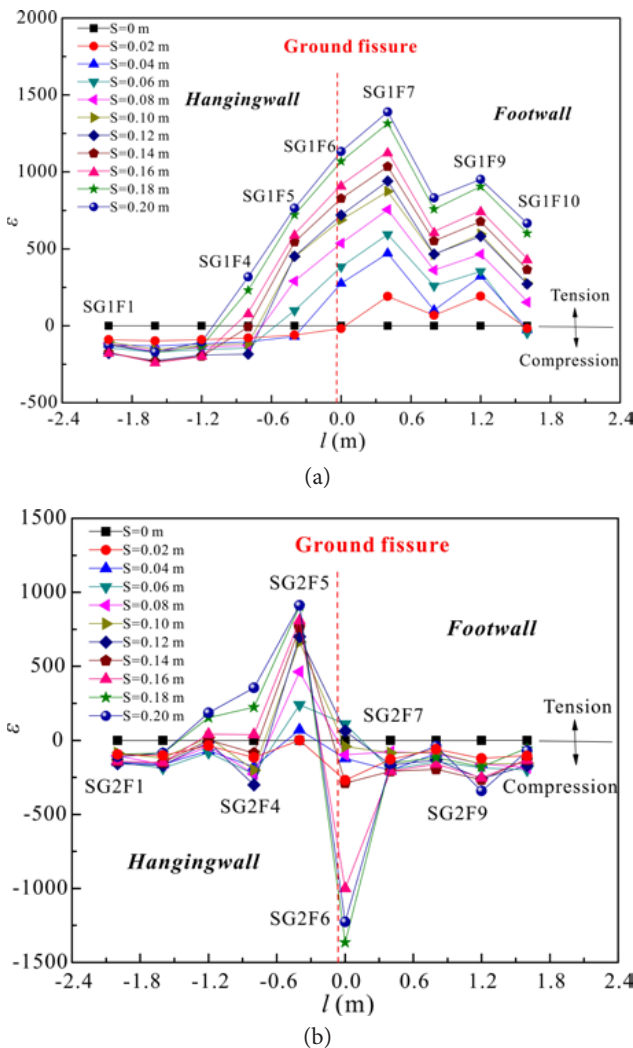 2000
1500
1000
500
0
-500
ε
S=0 m
S=0.02 m
S=0.04 m
S=0.06 m
S=0.08 m
S=0.10 m
S=0.12 m
S=0.14 m
S=0.16 m
S=0.18 m
S=0.20 m
Ground fissure
Hangingwall
Footwall
SG1F1
SG1F4
SG1F5
SG1F6
SG1F7
SG1F9
SG1F10
Tension
Compression
-2.4 -1.8 -1.2 -0.6 0.0 0.6 1.2 1.8 2.4
l (m)
(a)
1500
1000
500
0
-500
-1000
-1500
ε
S=0 m
S=0.02 m
S=0.04 m
S=0.06 m
S=0.08 m
S=0.10 m
S=0.12 m
S=0.14 m
S=0.16 m
S=0.18 m
S=0.20 m
Ground fissure
SG2F5
Footwall
SG2F7
Tension
Compression
SG2F1
SG2F4
SG2F9
Hangingwall
SG2F6
-2.4 -1.8 -1.2 -0.6 0.0 0.6 1.2 1.8 2.4
l (m)
(b)